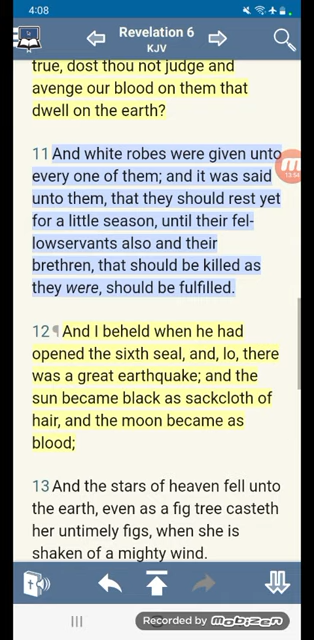 4:08
Revelation 6
KJV
true, dost thou not judge and
avenge our blood on them that
dwell on the earth?
11 And white robes were given unto
every one of them; and it was said
unto them, that they should rest yet
for a little season, until their fel-
lowservants also and their
brethren, that should be killed as
they were, should be fulfilled.
12 ¶ And I beheld when he had
opened the sixth seal, and, lo, there
was a great earthquake; and the
sun became black as sackcloth of
hair, and the moon became as
blood;
13 And the stars of heaven fell unto
the earth, even as a fig tree casteth
her untimely figs, when she is
shaken of a mighty wind.
Recorded by mobizen